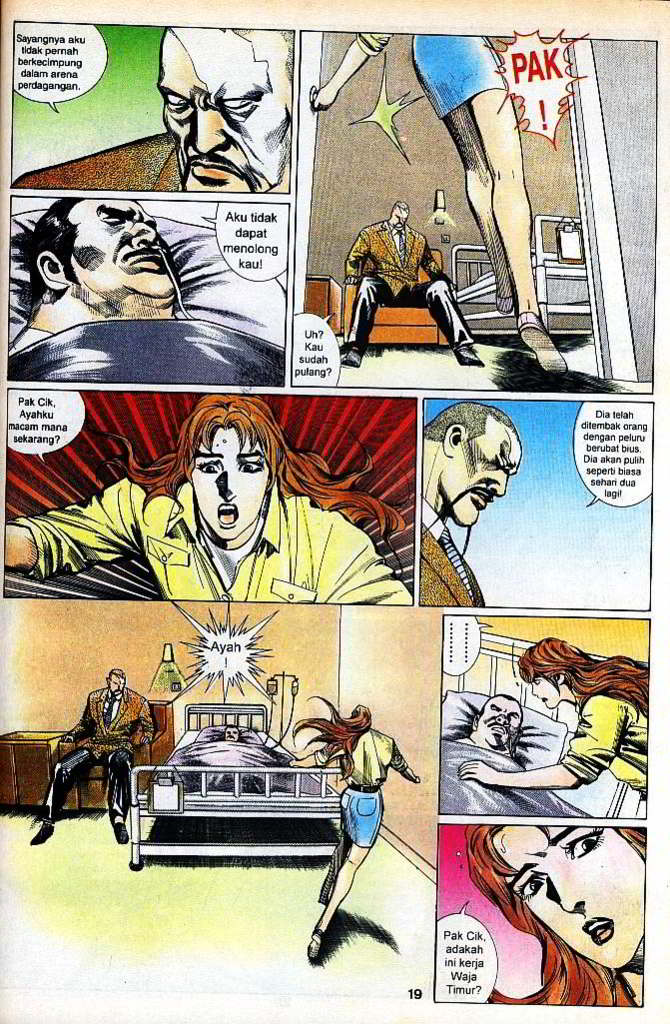 Sayangnya aku
tidak pernah
berkecimpung
dalam arena
perdagangan.
PAK
!
Aku tidak
dapat
menolong
kau!
Uh?
Kau
sudah
pulang?
Pak Cik,
Ayahku
macam mana
sekarang?
Dia telah
ditembak orang
dengan peluru
berubat bius.
Dia akan pulih
seperti biasa
sehari dua
lagi!
Ayah
!
Pak Cik,
adakah
ini kerja
Waja
Timur?
19